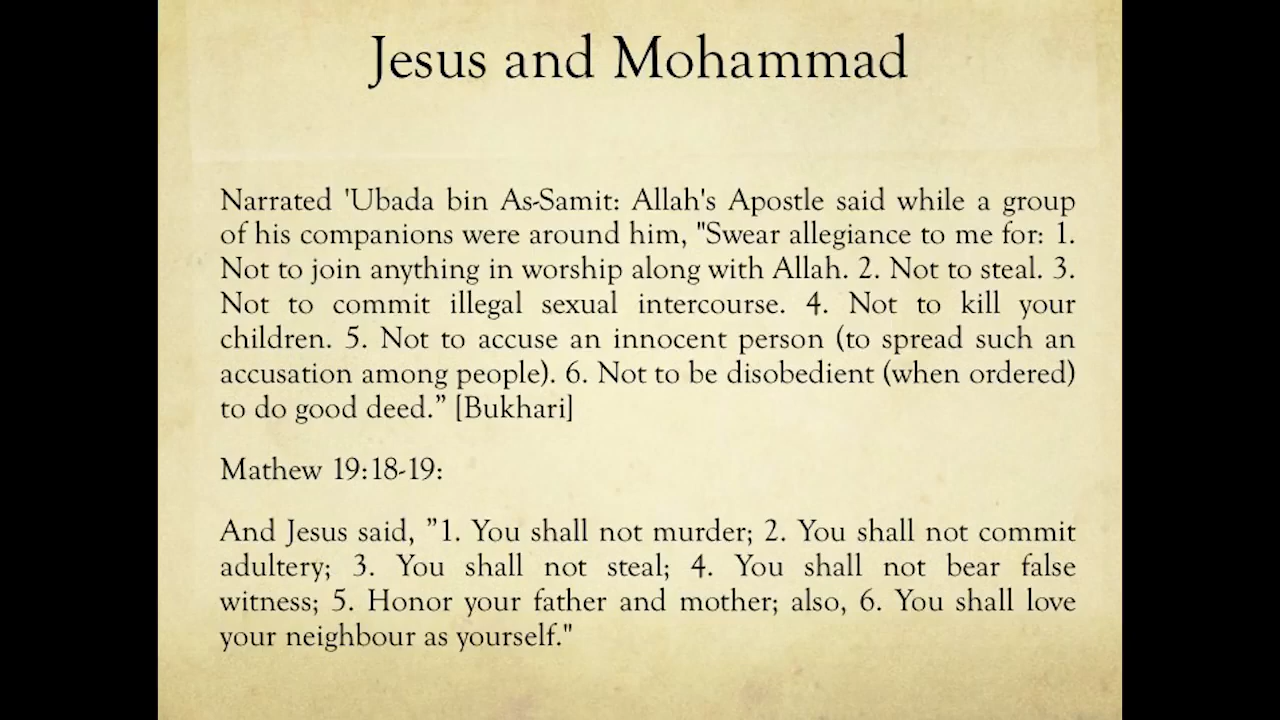 Jesus and Mohammad
Narrated 'Ubada bin As-Samit: Allah's Apostle said while a group
of his companions were around him, "Swear allegiance to me for: 1.
Not to join anything in worship along with Allah. 2. Not to steal. 3.
Not to commit illegal sexual intercourse. 4. Not to kill your
children. 5. Not to accuse an innocent person (to spread such an
accusation among people). 6. Not to be disobedient (when ordered)
to do good deed.” [Bukhari]
Mathew 19:18-19:
And Jesus said, ”1. You shall not murder; 2. You shall not commit
adultery; 3. You shall not steal; 4. You shall not bear false
witness; 5. Honor your father and mother; also, 6. You shall love
your neighbour as yourself."